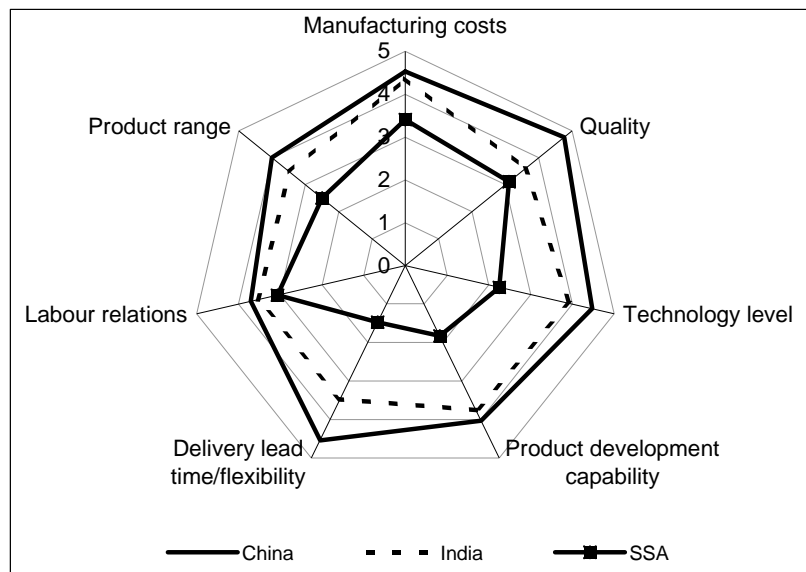 Manufacturing costs
5
4
3
2
1
0
Quality
Technology level
Product development
capability
Delivery lead
time/flexibility
Labour relations
Product range
China
India
SSA